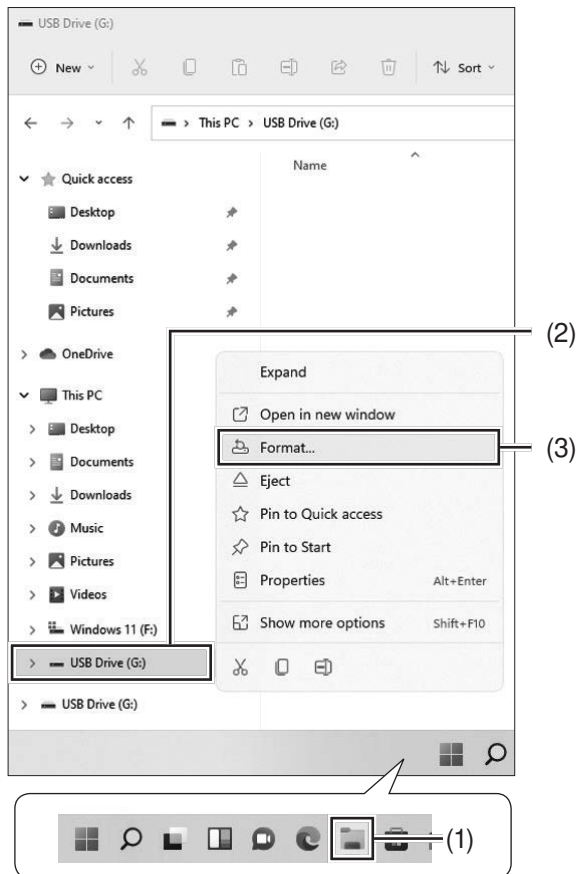 USB Drive (G:)
New
Sort
This PC > USB Drive (G:)
Name
Quick access
Desktop
Downloads
Documents
Pictures
OneDrive
This PC
Desktop
Documents
Downloads
Music
Pictures
Videos
Windows 11 (F:)
USB Drive (G:)
USB Drive (G:)
Expand
Open in new window
Format...
Eject
Pin to Quick access
Pin to Start
Properties Alt+Enter
Show more options Shift+F10
(2)
(3)
(1)